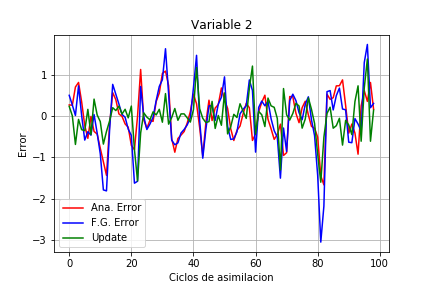 Variable 2
Error
1
0
−1
−2
−3
Ana. Error
F.G. Error
Update
0
20
40
60
80
100
Ciclos de asimilacion